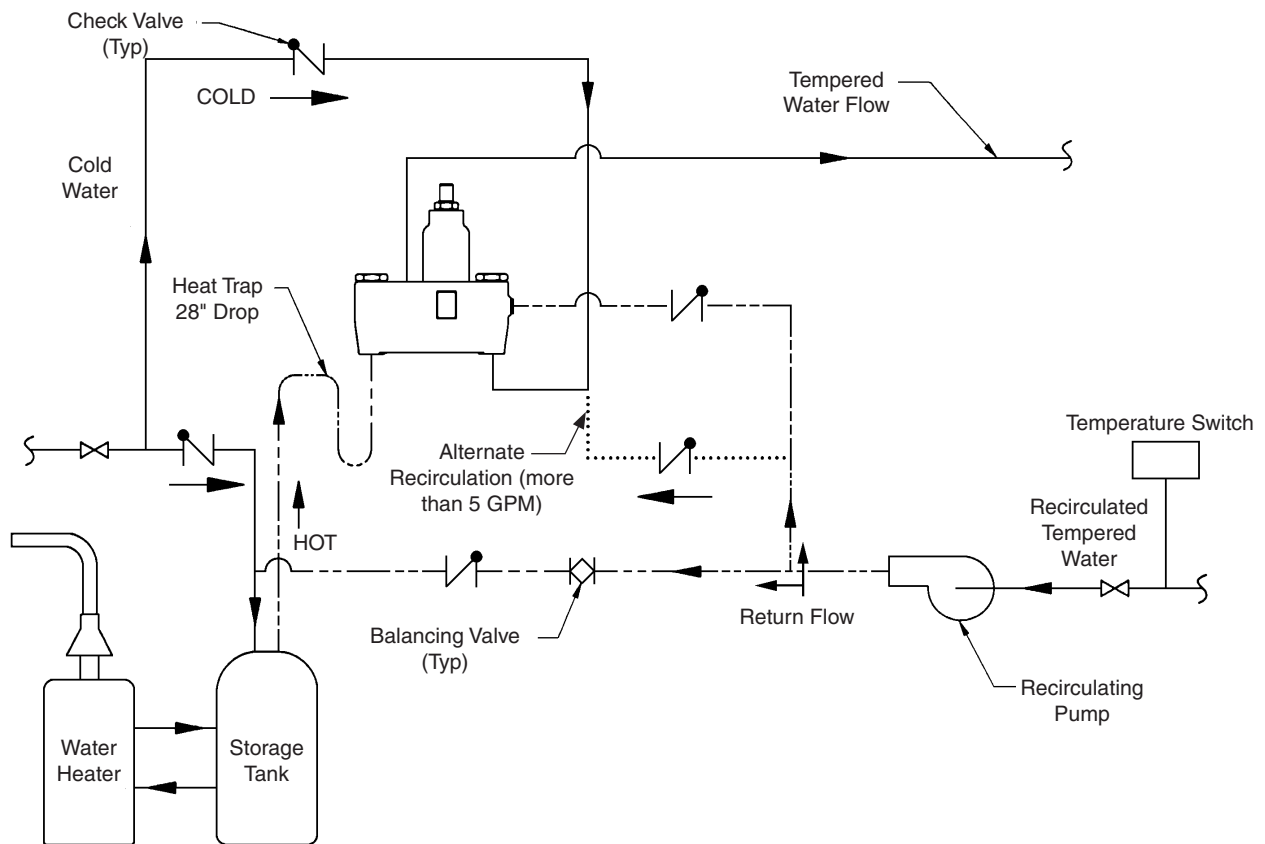 Check Valve
(Typ)
COLD
Tempered
Water Flow
Cold
Water
Heat Trap
28" Drop
Alternate
Recirculation (more
than 5 GPM)
Temperature Switch
Recirculated
Tempered
Water
HOT
Return Flow
Balancing Valve
(Typ)
Recirculating
Pump
Water
Heater
Storage
Tank